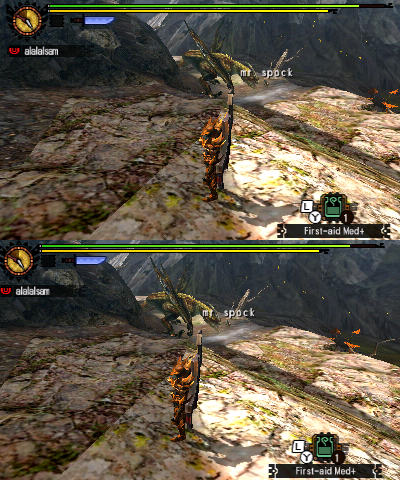 alalalsam
mr. spock
L
Y
1
First-aid Med+
alalalsam
mr. spock
L
Y
1
First-aid Med+